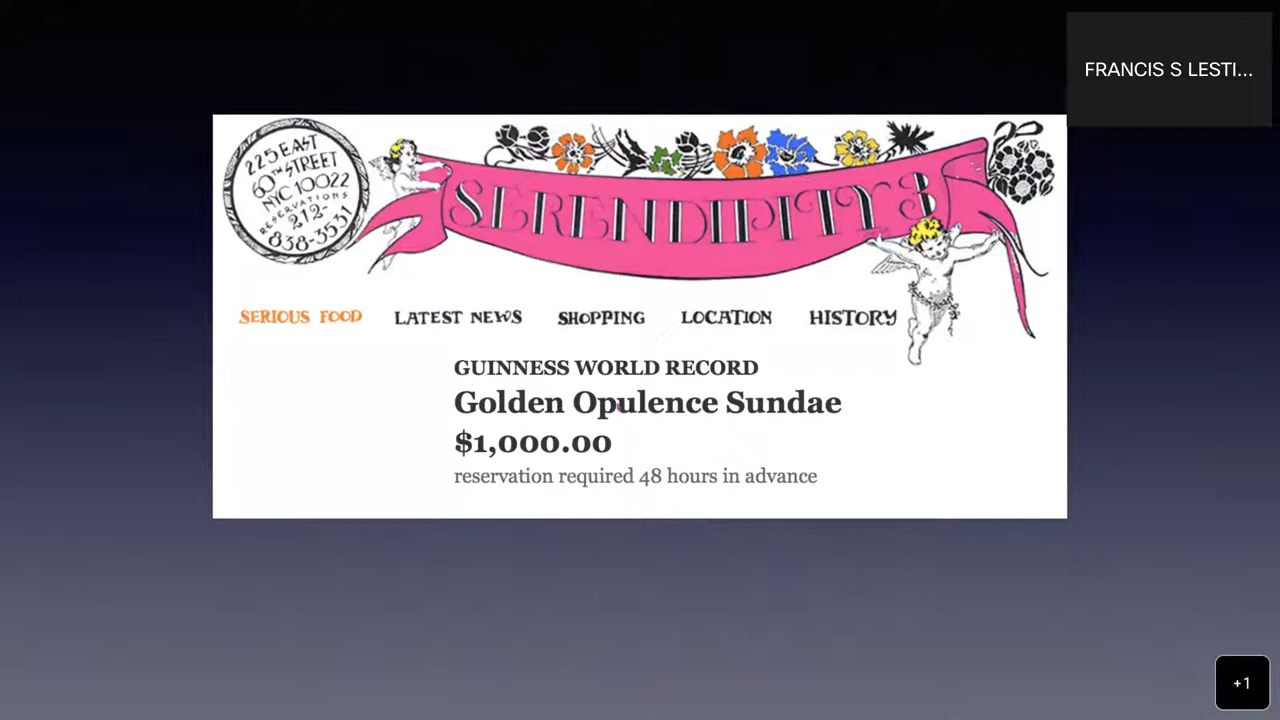 FRANCIS S LESTI...
225 EAST
60TH STREET
NYC 10022
RESERVATIONS
212-
838-3531
SERENDIPITY 3
SERIOUS FOOD
LATEST NEWS
SHOPPING
LOCATION
HISTORY
GUINNESS WORLD RECORD
Golden Opulence Sundae
$1,000.00
reservation required 48 hours in advance
+1